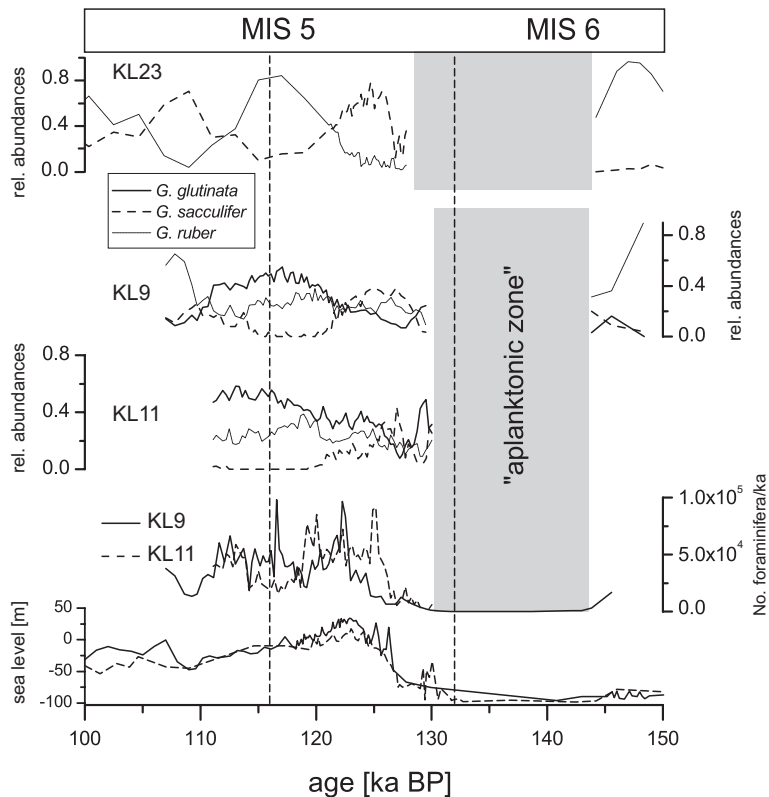 MIS 5 MIS 6
KL23
0.8
0.4
0.0
rel. abundances
G. glutinata
G. sacculifer
G. ruber
KL9
0.8
0.4
0.0
rel. abundances
"aplanktonic zone"
KL11
0.8
0.4
0.0
rel. abundances
KL9
KL11
1.0x10⁵
5.0x10⁴
0.0
No. foraminifera/ka
50
0
-50
-100
sea level [m]
100 110 120 130 140 150
age [ka BP]